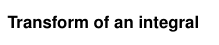 Transform of an integral